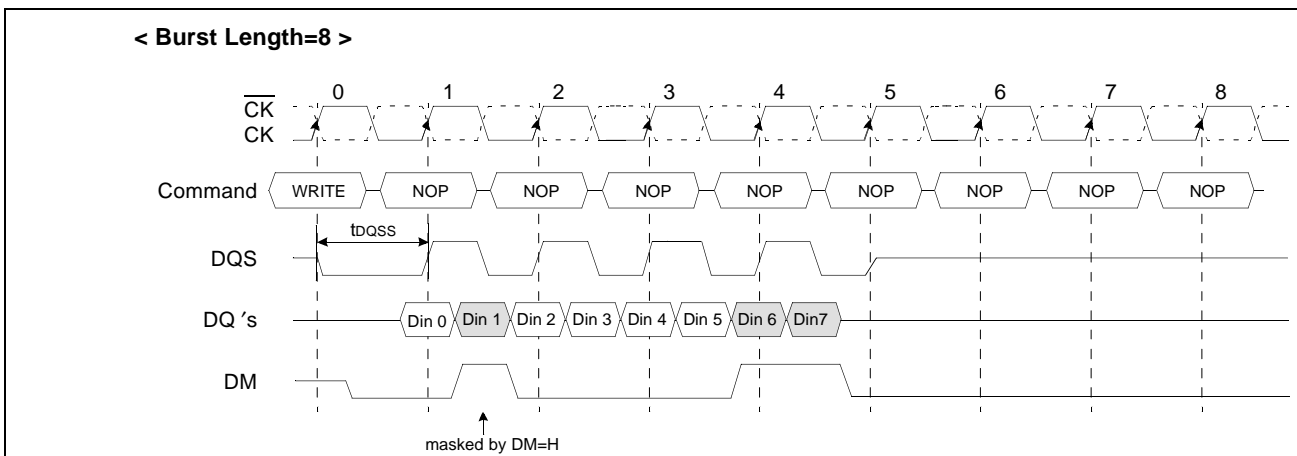 < Burst Length=8 >
0 1 2 3 4 5 6 7 8
CK
CK
Command WRITE NOP NOP NOP NOP NOP NOP NOP NOP
tDQSS
DQS
DQ ′s Din 0 Din 1 Din 2 Din 3 Din 4 Din 5 Din 6 Din7
DM
masked by DM=H